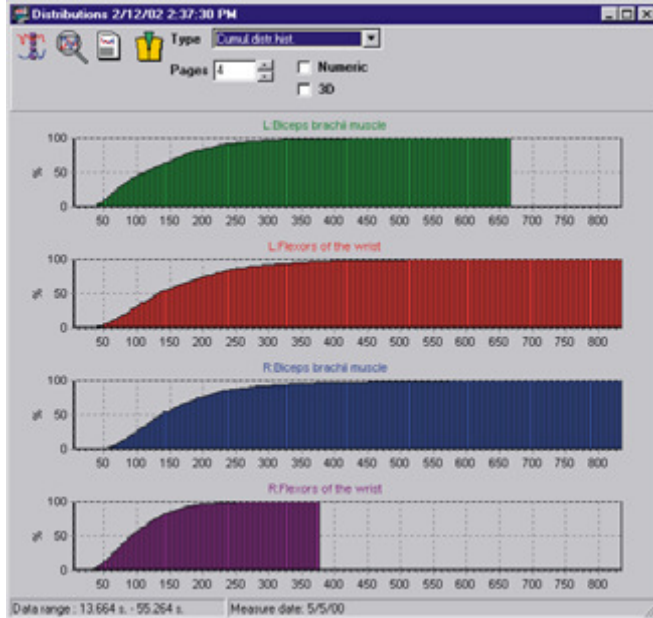 Distributions 2/12/02 2:37:30 PM
Type Cumul.distr.hist.
Pages 4 Numeric
3D
L:Biceps brachii muscle
100
% 50
0
50 100 150 200 250 300 350 400 450 500 550 600 650 700 750 800
L:Flexors of the wrist
100
% 50
0
50 100 150 200 250 300 350 400 450 500 550 600 650 700 750 800
R:Biceps brachii muscle
100
% 50
0
50 100 150 200 250 300 350 400 450 500 550 600 650 700 750 800
R:Flexors of the wrist
100
% 50
0
50 100 150 200 250 300 350 400 450 500 550 600 650 700 750 800
Data range : 13.664 s. - 55.264 s. Measure date: 5/5/00